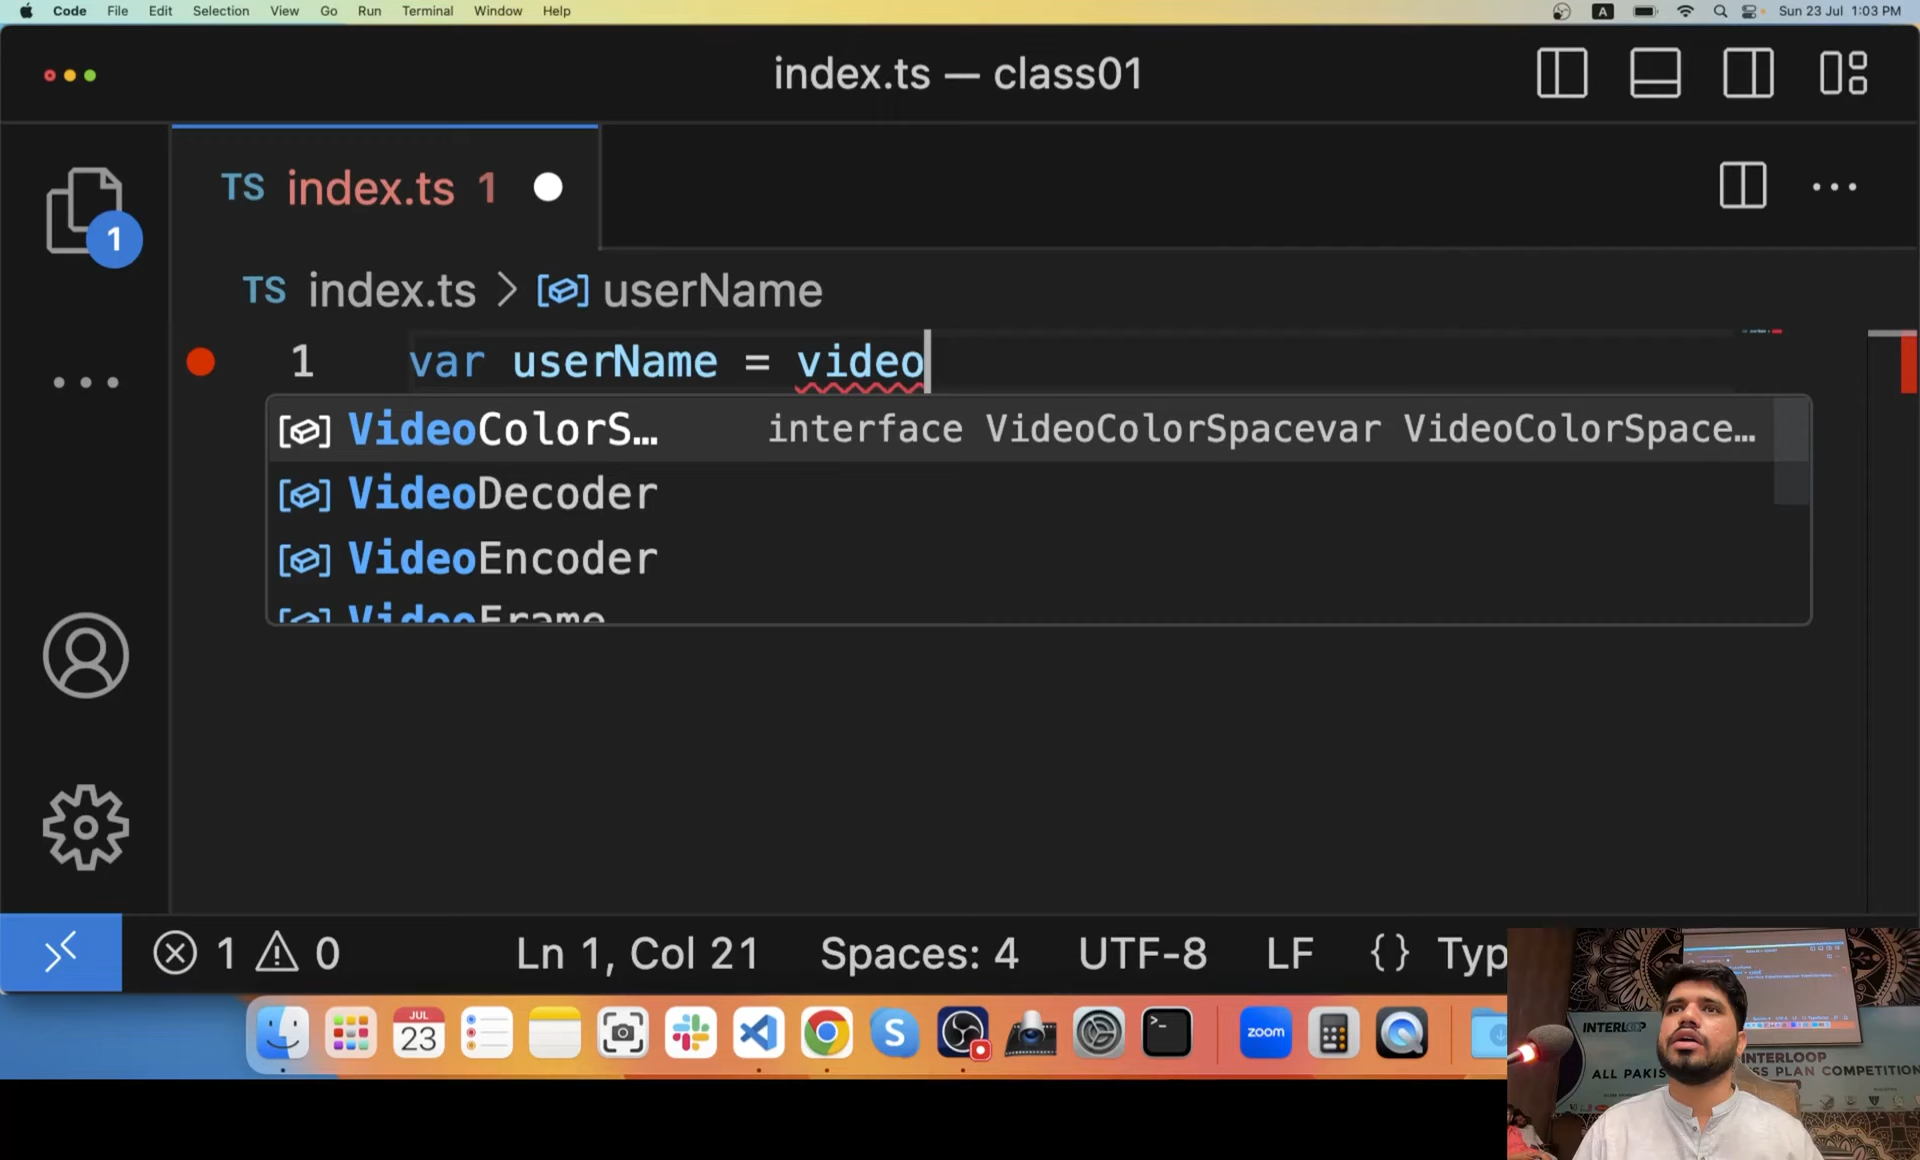 Code File Edit Selection View Go Run Terminal Window Help A Sun 23 Jul 1:03 PM
index.ts — class01
TS index.ts 1
1
TS index.ts > userName
1 var userName = video
VideoColorS… interface VideoColorSpacevar VideoColorSpace…
VideoDecoder
VideoEncoder
VideoFrame
1 0 Ln 1, Col 21 Spaces: 4 UTF-8 LF {} Typ
JUL
23
S
zoom
INTERLOOP
INTERLOOP
ALL PAKIS
SS PLAN COMPETITION